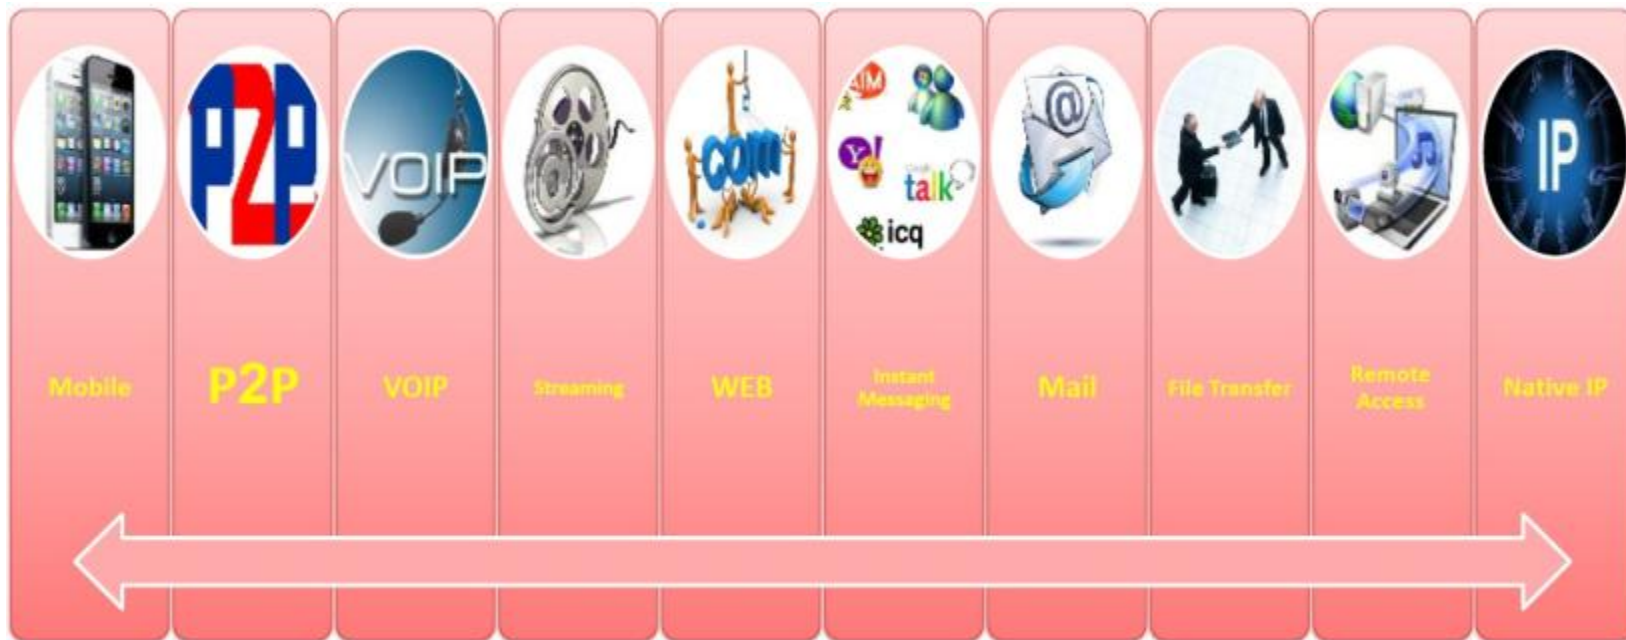 P2P
VOIP
.com
AIM
Y!
talk
icq
@
IP
Mobile
P2P
VOIP
Streaming
WEB
Instant
Messaging
Mail
File Transfer
Remote
Access
Native IP